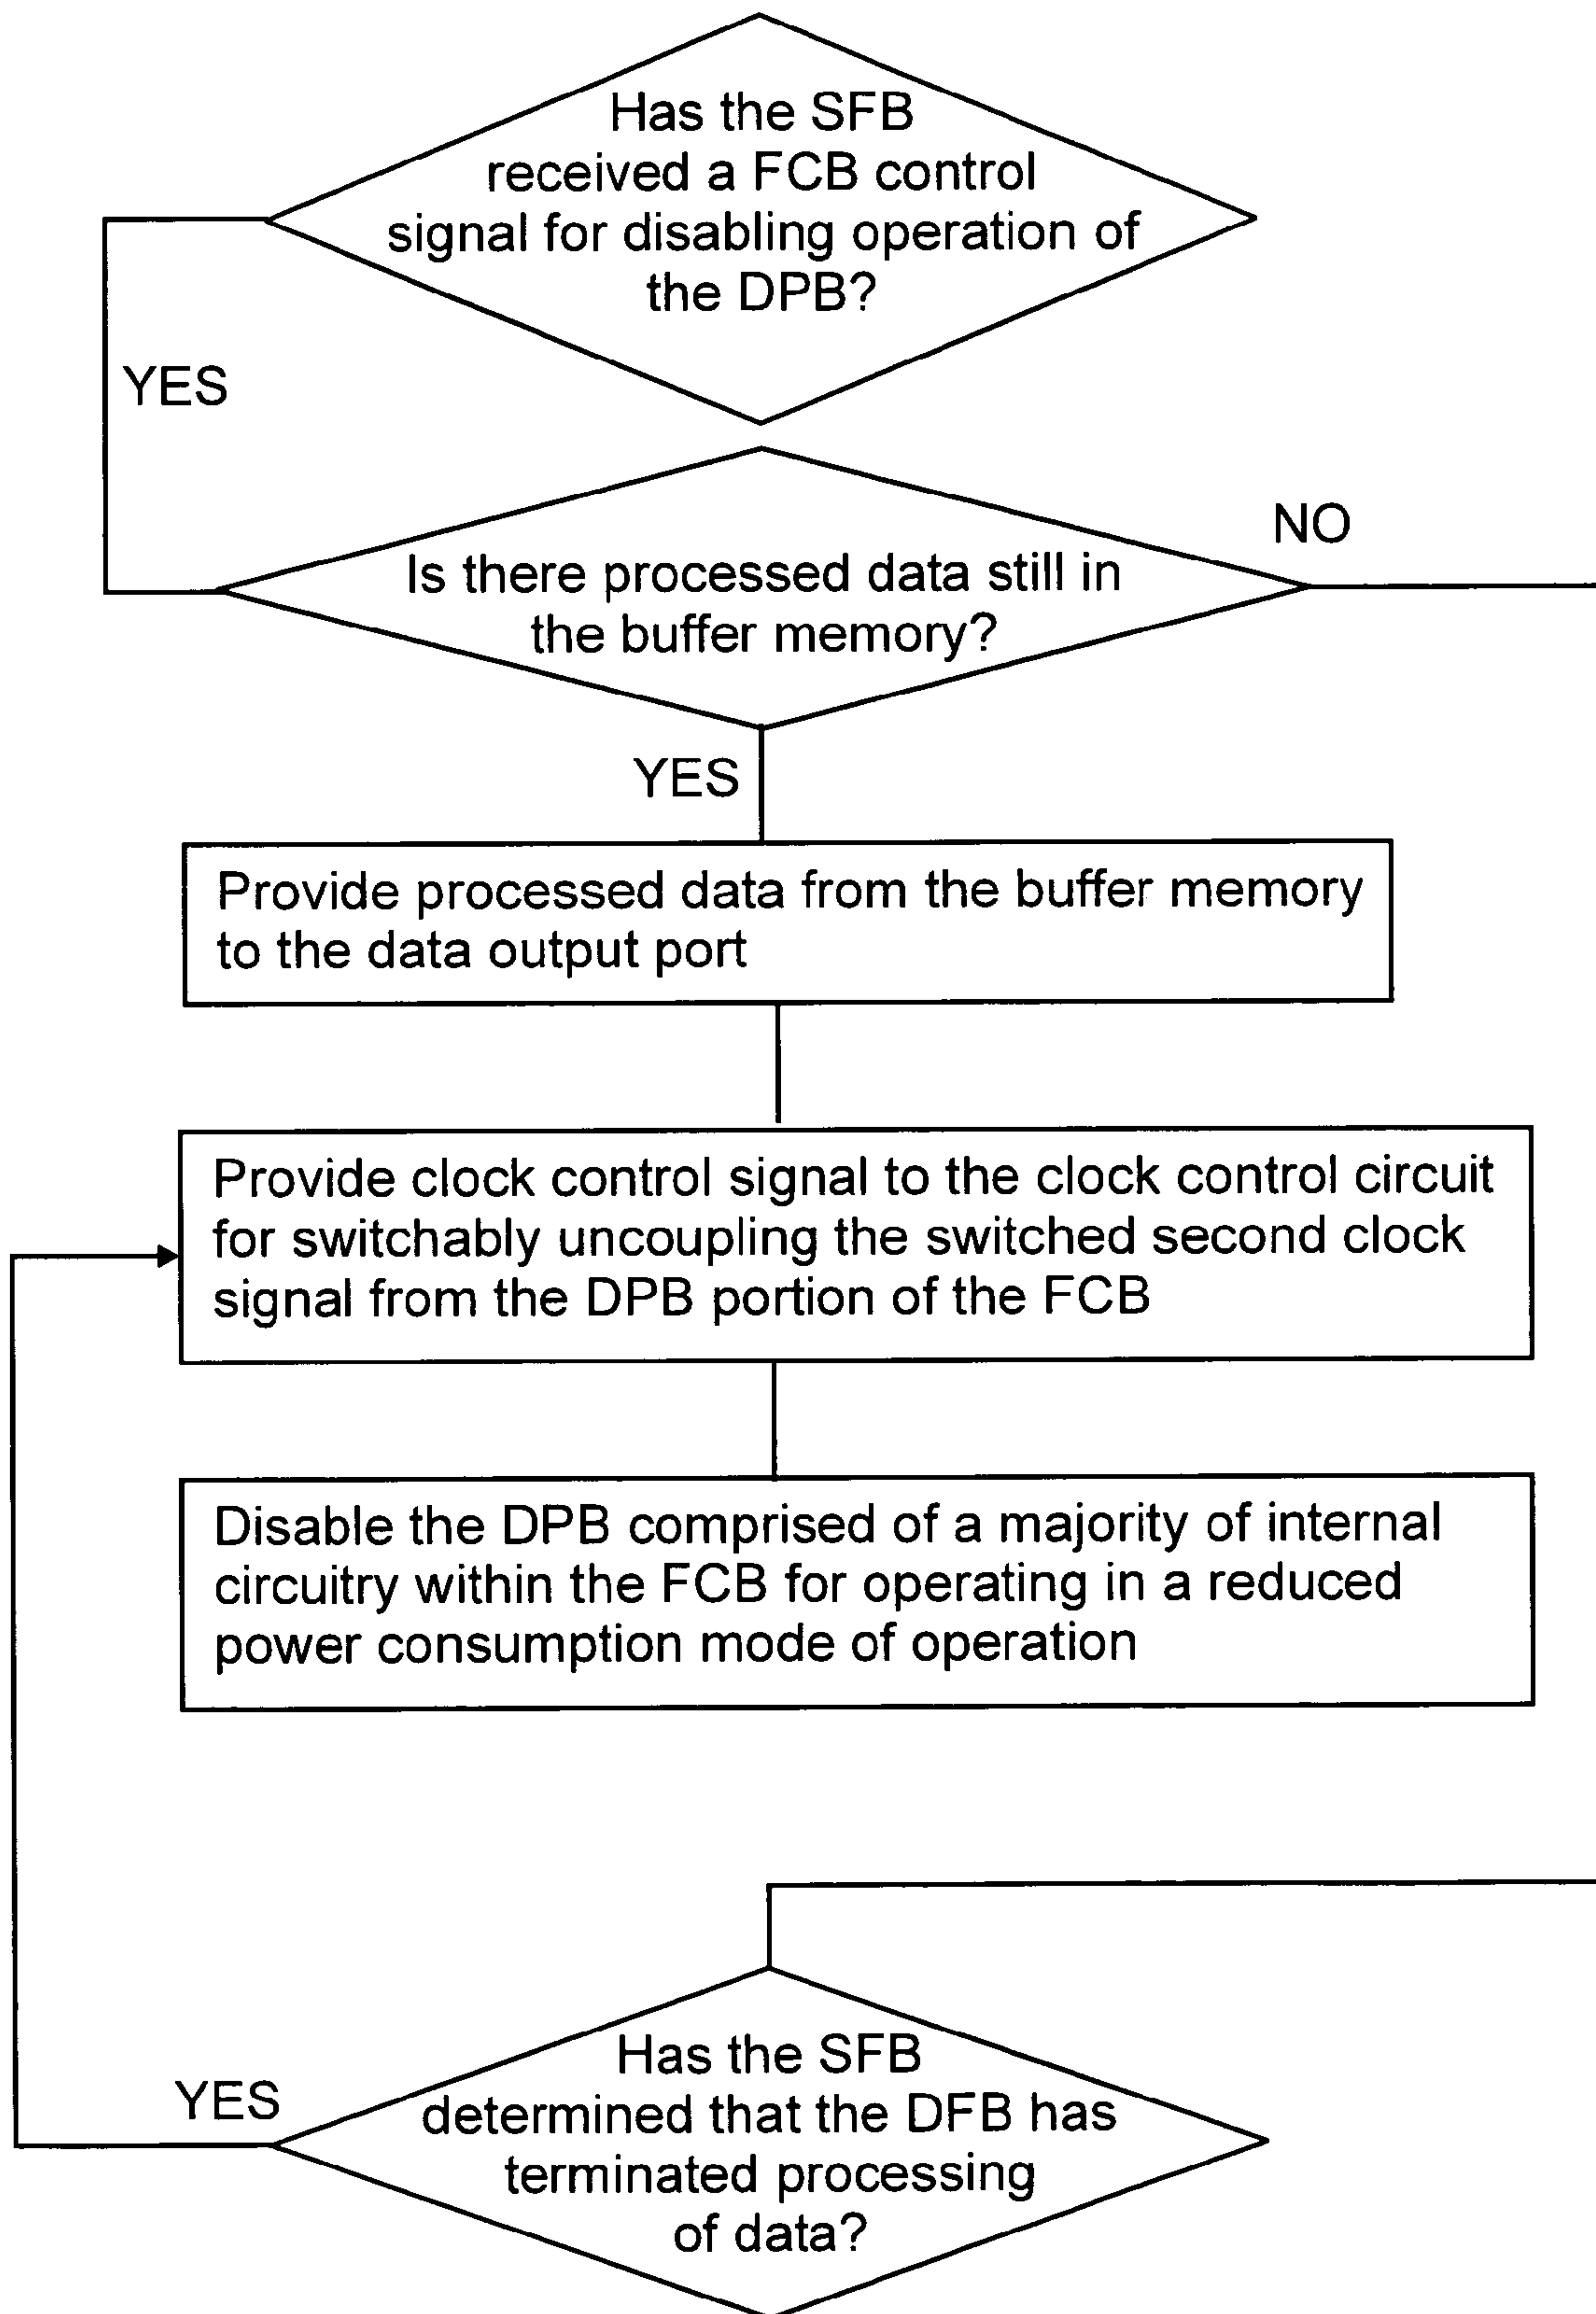 Has the SFB
received a FCB control
signal for disabling operation of
the DPB?
YES
NO
Is there processed data still in
the buffer memory?
YES
Provide processed data from the buffer memory
to the data output port
Provide clock control signal to the clock control circuit
for switchably uncoupling the switched second clock
signal from the DPB portion of the FCB
Disable the DPB comprised of a majority of internal
circuitry within the FCB for operating in a reduced
power consumption mode of operation
Has the SFB
YES
determined that the DFB has
terminated processing
of data?